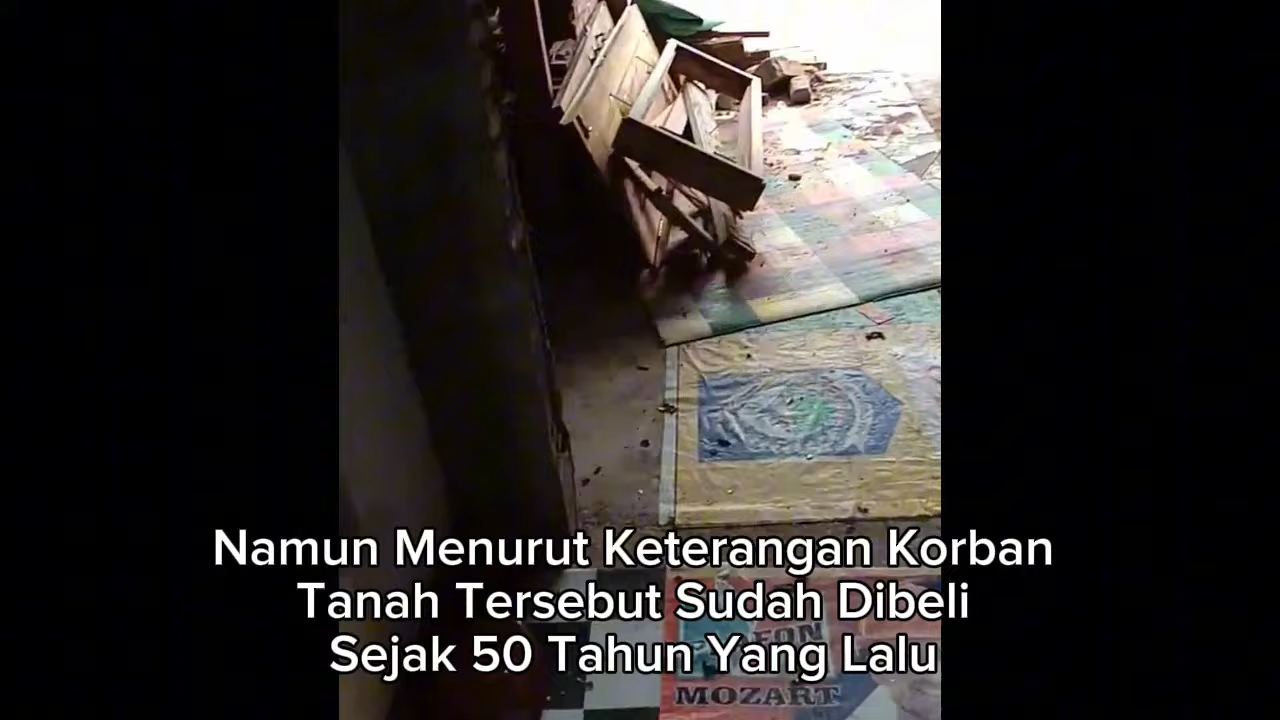 Namun Menurut Keterangan Korban
Tanah Tersebut Sudah Dibeli
Sejak 50 Tahun Yang Lalu
MOZART